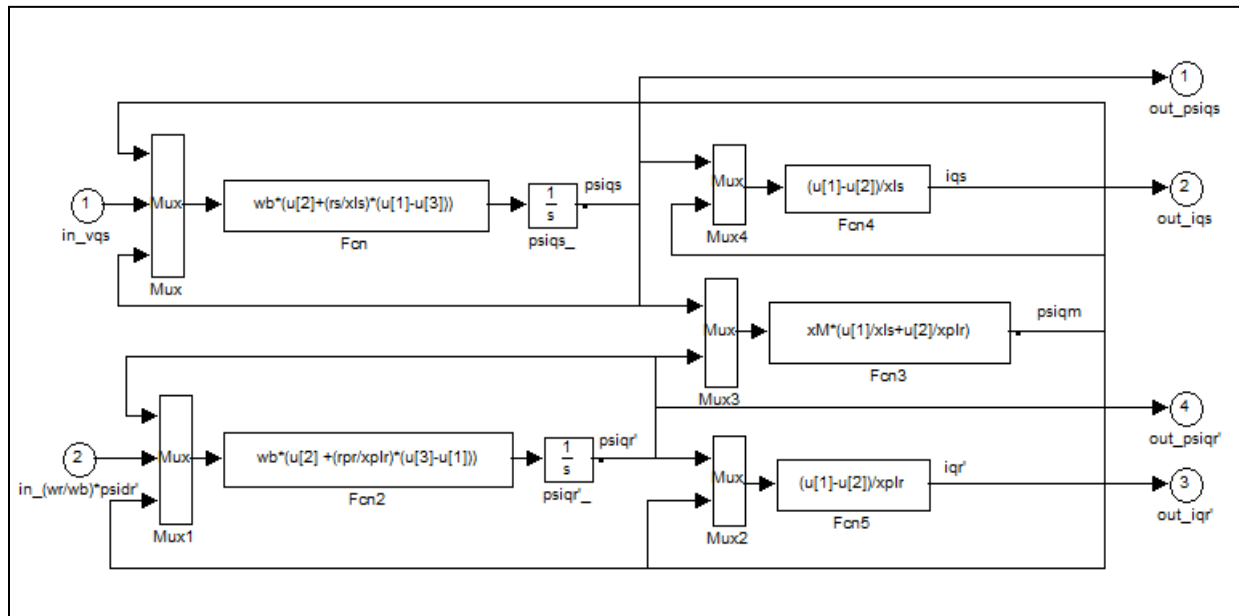 1
out_psiqs
Mux
Mux
1
in_vqs
wb*(u[2]+(rs/xls)*(u[1]-u[3]))
Fcn
1
s
psiqs
psiqs_
Mux
Mux4
(u[1]-u[2])/xls
Fcn4
iqs
2
out_iqs
Mux
Mux3
xM*(u[1]/xls+u[2]/xplr)
Fcn3
psiqm
4
out_psiqr'
2
in_(wr/wb)*psidr'
Mux
Mux1
wb*(u[2] +(rpr/xplr)*(u[3]-u[1]))
Fcn2
1
s
psiqr'
psiqr'_
Mux
Mux2
(u[1]-u[2])/xplr
Fcn5
iqr'
3
out_iqr'